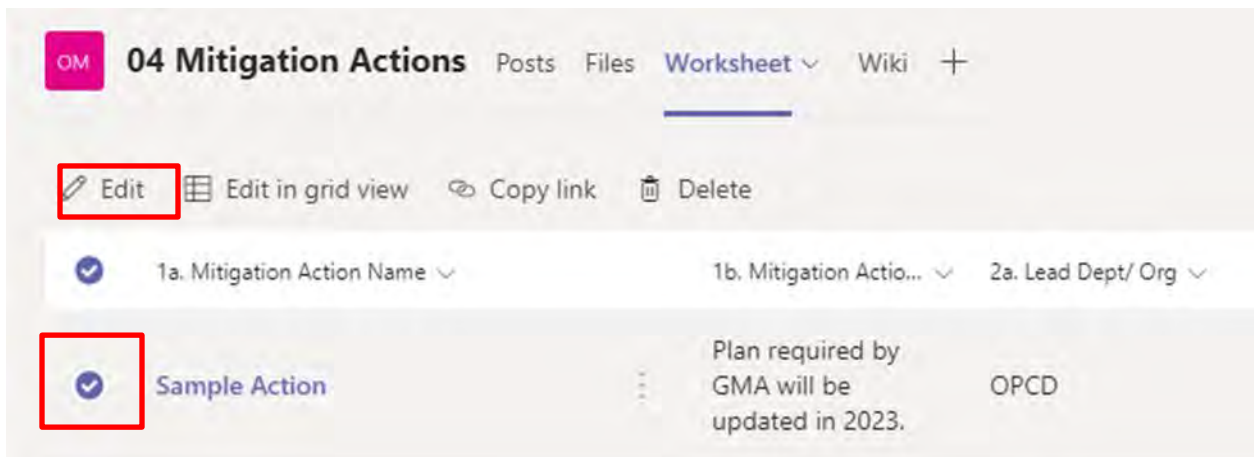 OM 04 Mitigation Actions Posts Files Worksheet Wiki
Edit Edit in grid view Copy link Delete
1a. Mitigation Action Name 1b. Mitigation Actio... 2a. Lead Dept/ Org
Sample Action
Plan required by
GMA will be
updated in 2023.
OPCD